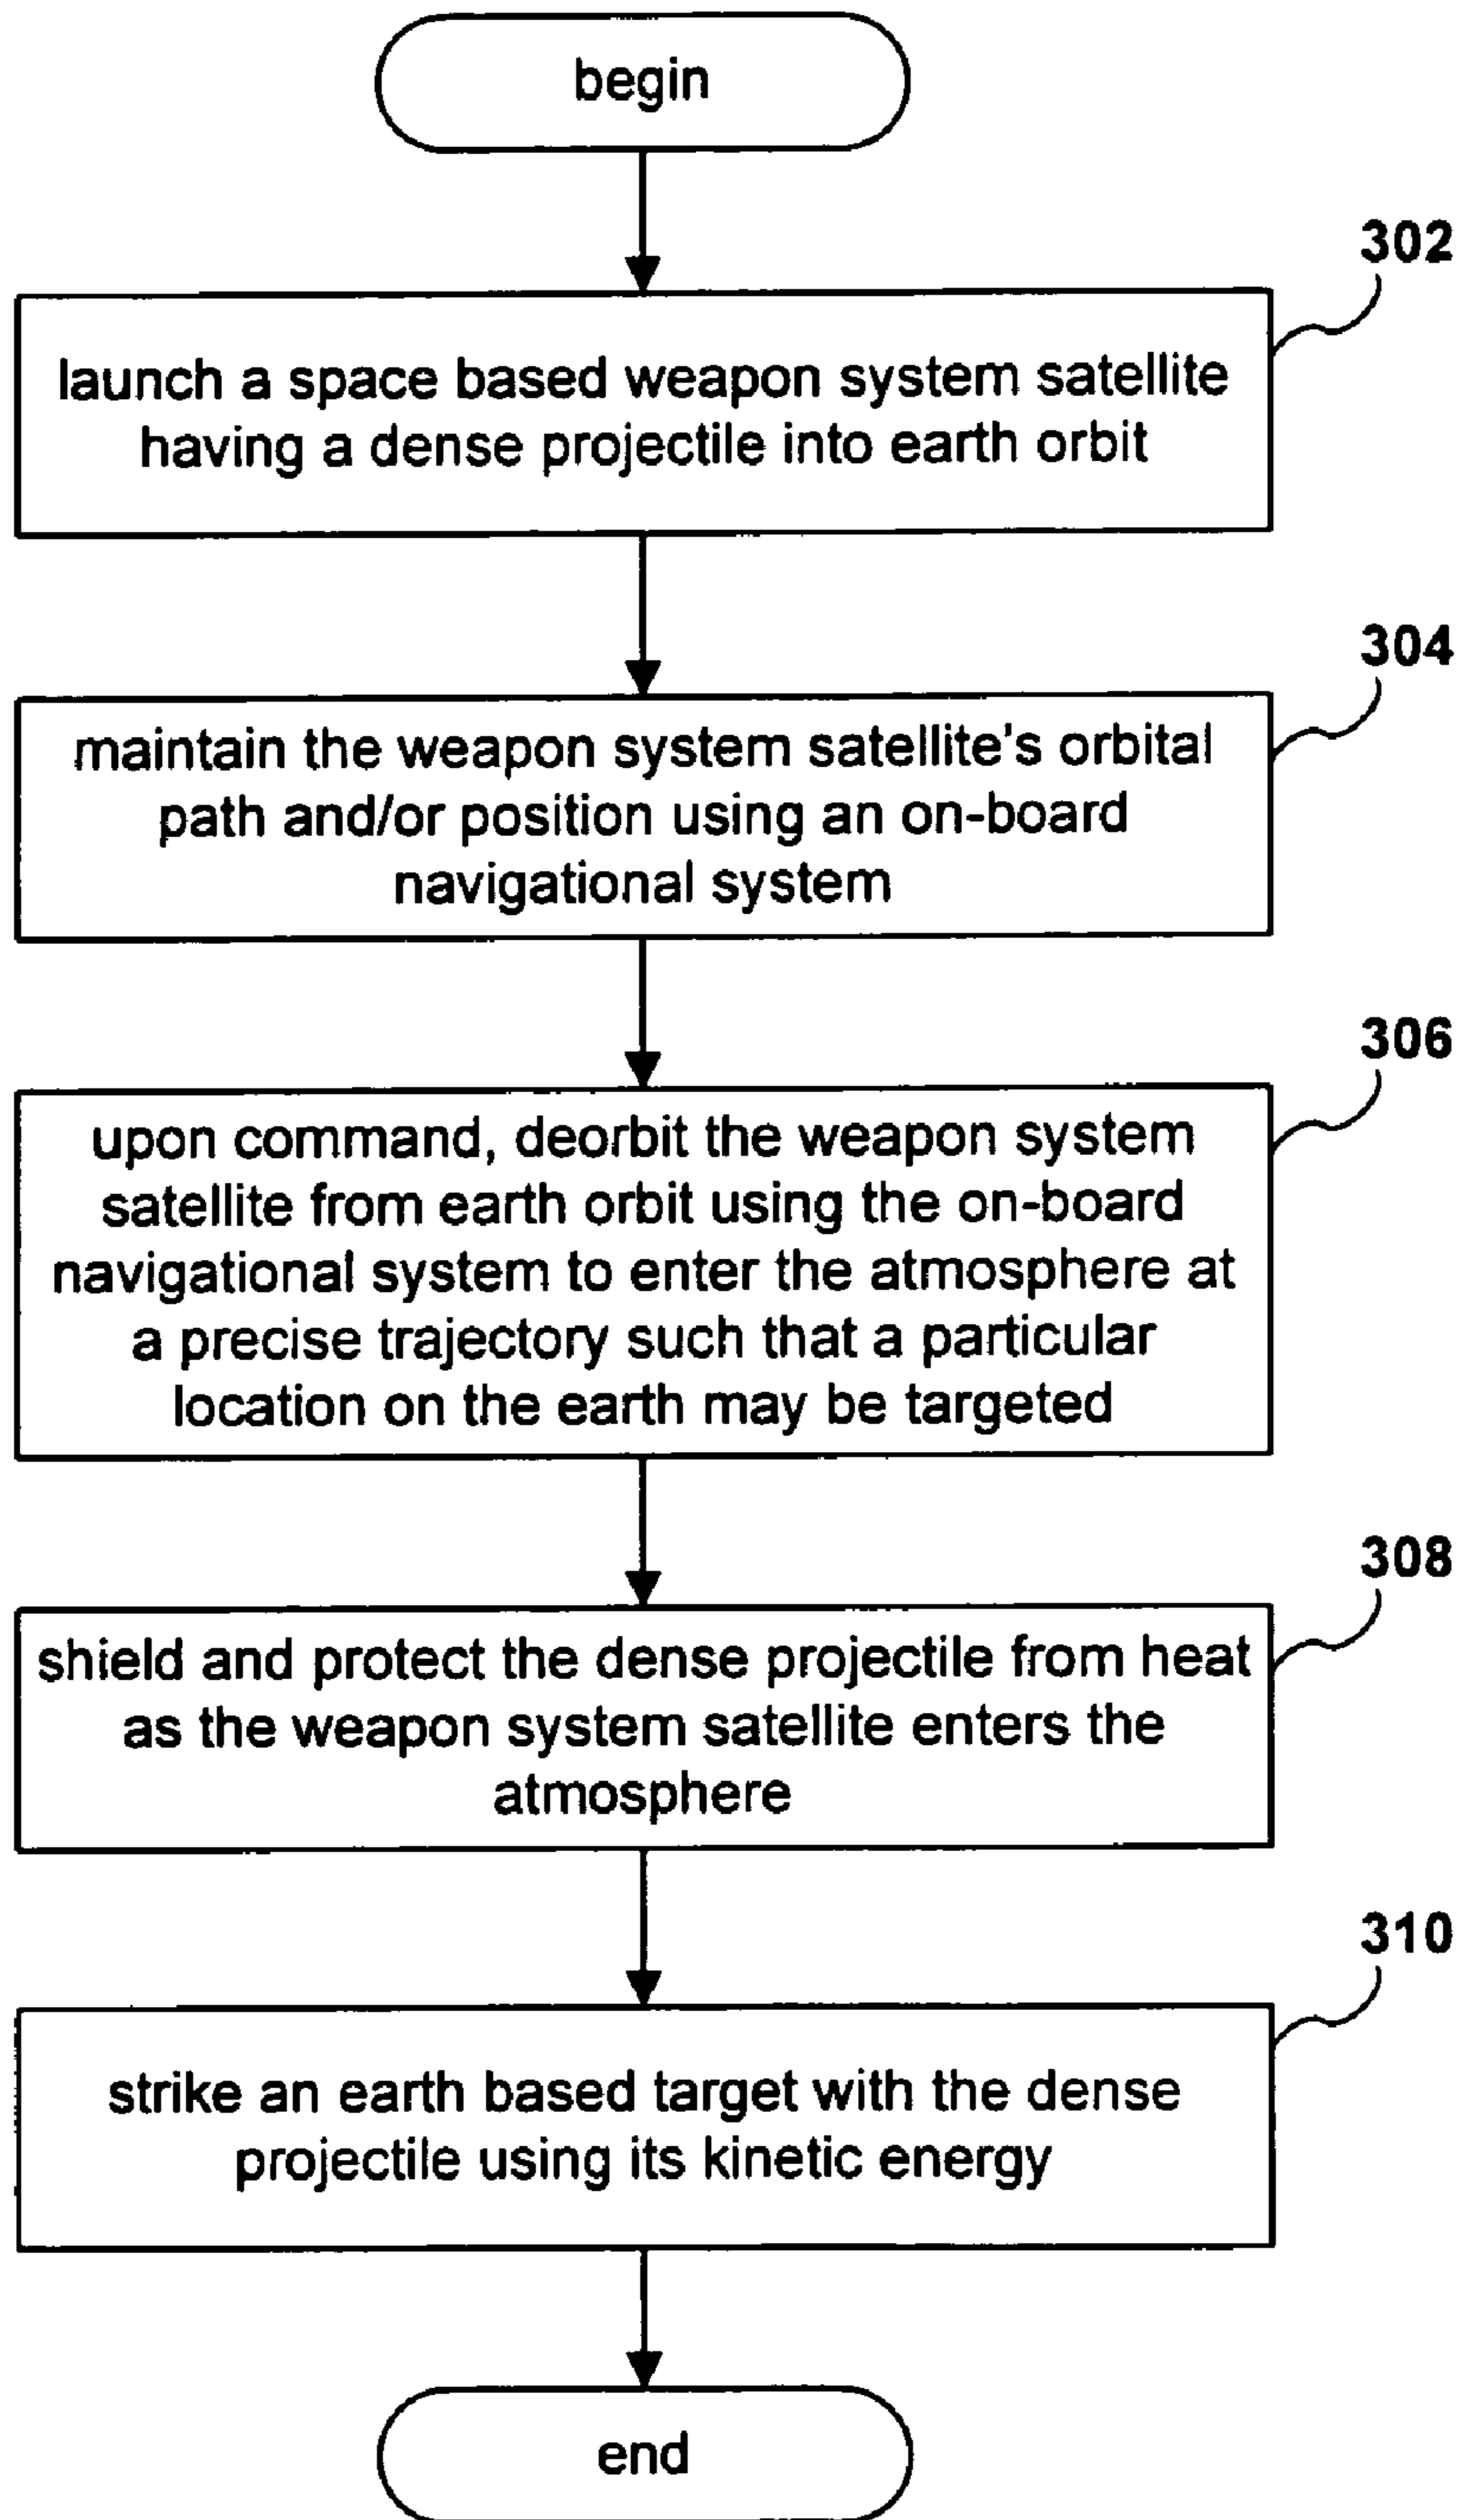 begin
302
launch a space based weapon system satellite
having a dense projectile into earth orbit
304
maintain the weapon system satellite's orbital
path and/or position using an on-board
navigational system
306
upon command, deorbit the weapon system
satellite from earth orbit using the on-board
navigational system to enter the atmosphere at
a precise trajectory such that a particular
location on the earth may be targeted
308
shield and protect the dense projectile from heat
as the weapon system satellite enters the
atmosphere
310
strike an earth based target with the dense
projectile using its kinetic energy
end